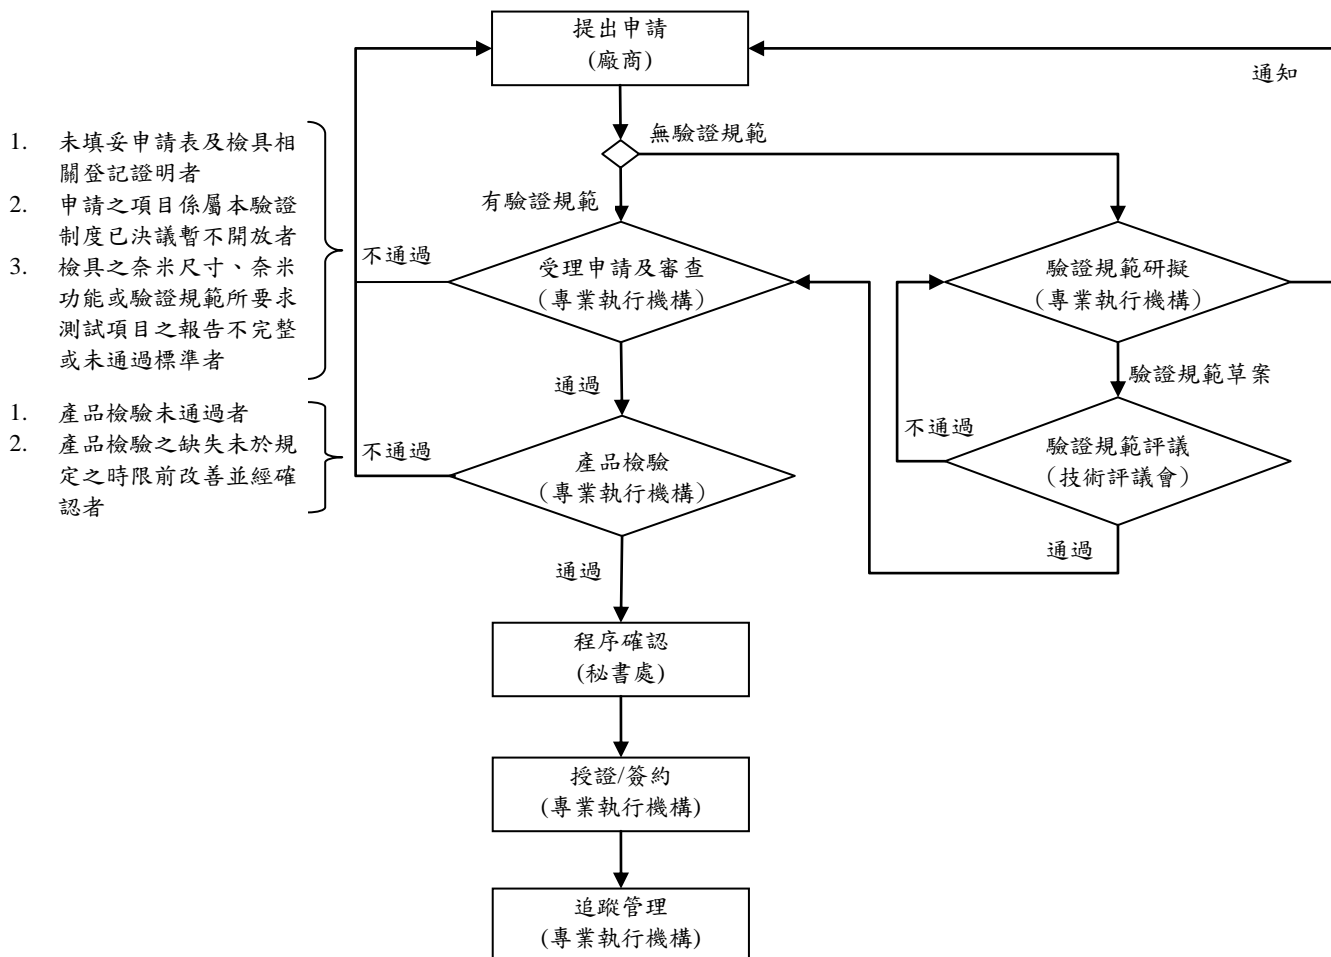 提出申請
(廠商)
通知
無驗證規範
有驗證規範
1. 未填妥申請表及檢具相
關登記證明者
2. 申請之項目係屬本驗證
制度已決議暫不開放者
3. 檢具之奈米尺寸、奈米
功能或驗證規範所要求
測試項目之報告不完整
或未通過標準者
不通過
受理申請及審查
（專業執行機構）
驗證規範研擬
（專業執行機構）
通過
驗證規範草案
1. 產品檢驗未通過者
2. 產品檢驗之缺失未於規
定之時限前改善並經確
認者
不通過
產品檢驗
（專業執行機構）
不通過
驗證規範評議
（技術評議會）
通過
通過
程序確認
(秘書處)
授證/簽約
(專業執行機構)
追蹤管理
(專業執行機構)